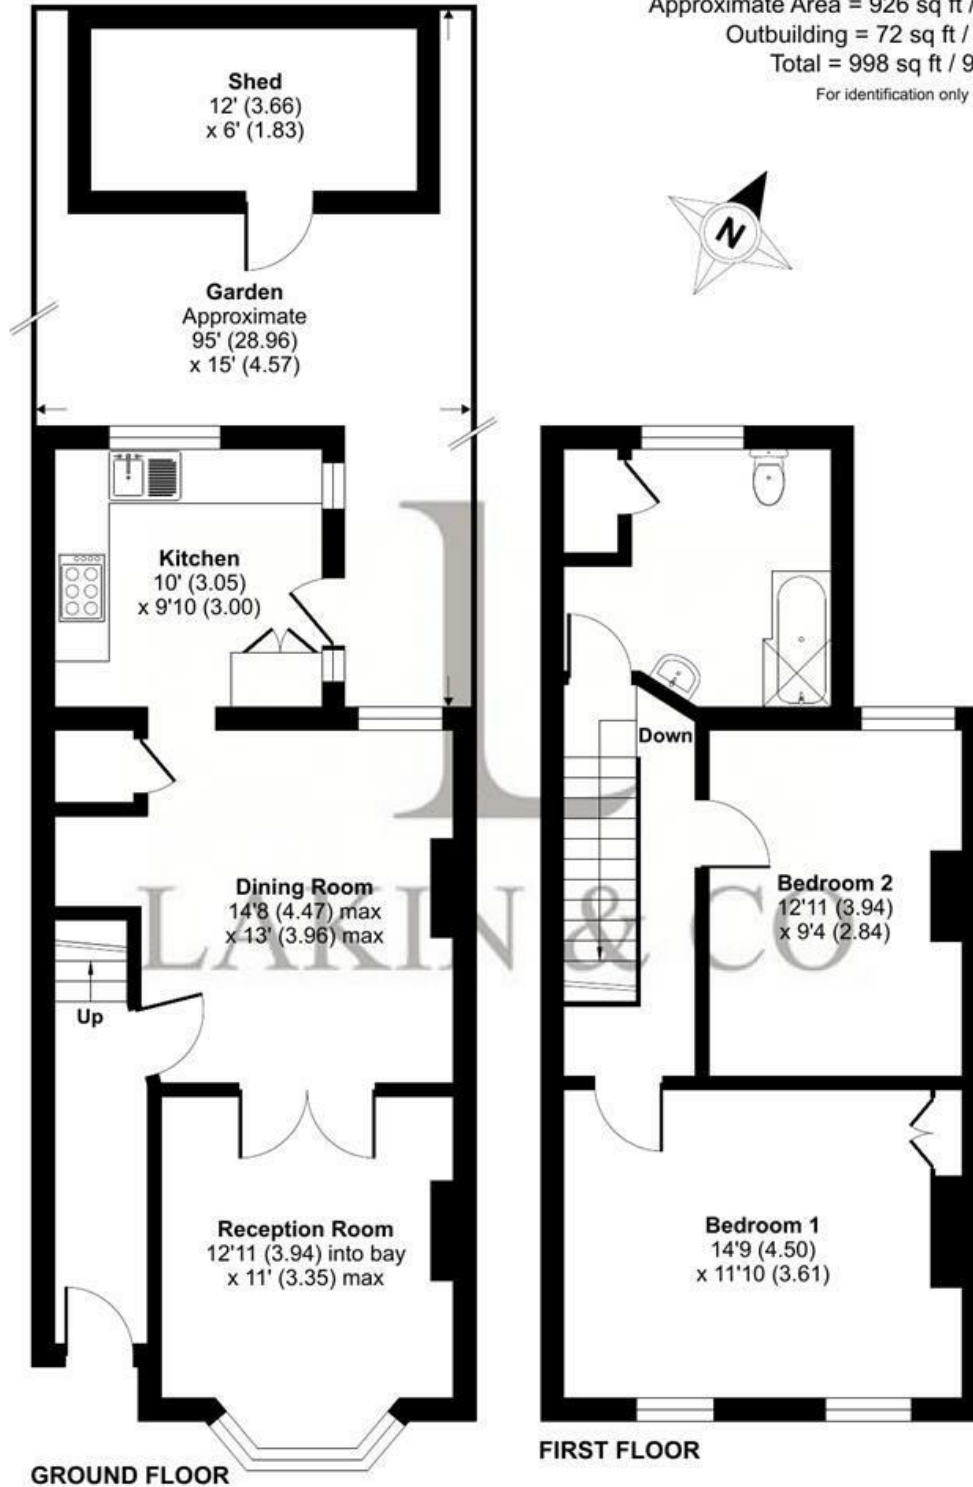 Approximate Area = 926 sq ft /
Outbuilding = 72 sq ft /
Total = 998 sq ft / 9
For identification only
N
Shed
12' (3.66)
x 6' (1.83)
Garden
Approximate
95' (28.96)
x 15' (4.57)
Kitchen
10' (3.05)
x 9'10 (3.00)
Dining Room
14'8 (4.47) max
x 13' (3.96) max
Up
Reception Room
12'11 (3.94) into bay
x 11' (3.35) max
GROUND FLOOR
Down
Bedroom 2
12'11 (3.94)
x 9'4 (2.84)
Bedroom 1
14'9 (4.50)
x 11'10 (3.61)
FIRST FLOOR
L
LAKIN & CO